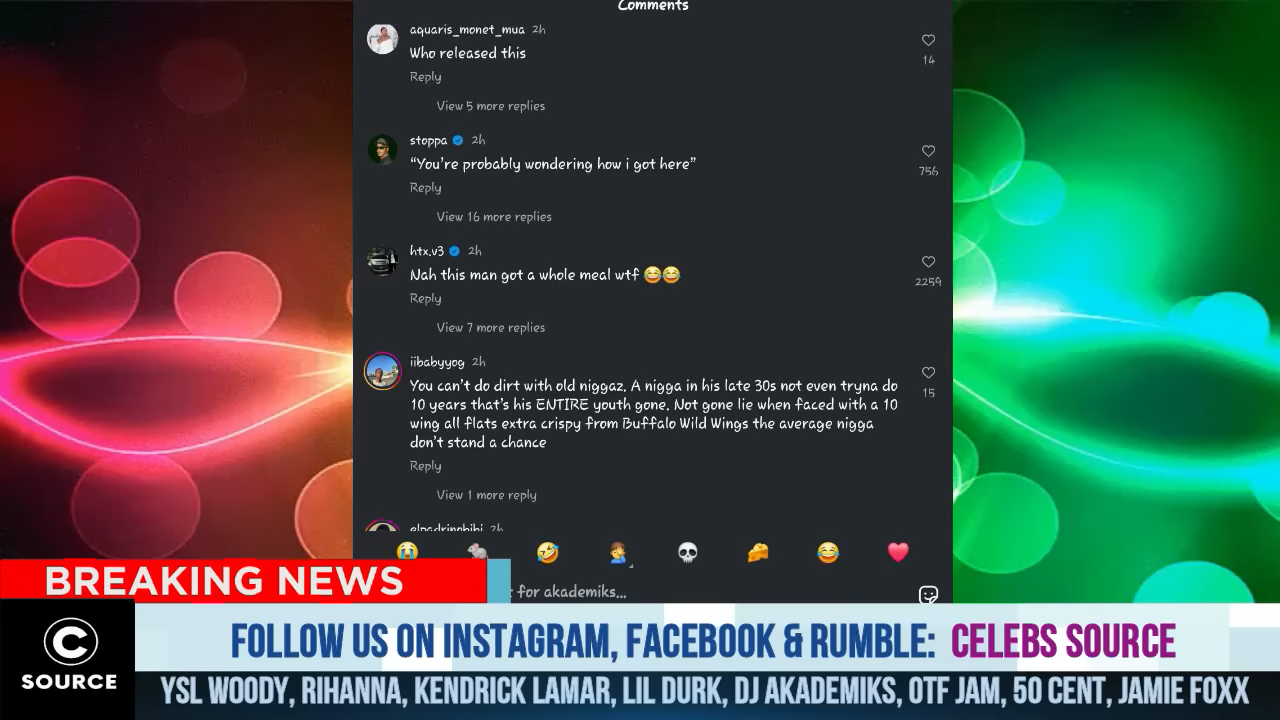 Comments
aquaris_monet_mua 2h
Who released this
14
Reply
View 5 more replies
stoppa 2h
“You're probably wondering how i got here”
756
Reply
View 16 more replies
htx.v3 2h
Nah this man got a whole meal wtf 😂😂
2259
Reply
View 7 more replies
iibabyyog 2h
You can't do dirt with old niggaz. A nigga in his late 30s not even tryna do
10 years that's his ENTIRE youth gone. Not gone lie when faced with a 10
15
wing all flats extra crispy from Buffalo Wild Wings the average nigga
don't stand a chance
Reply
View 1 more reply
2h
BREAKING NEWS
for akademiks...
C
SOURCE
FOLLOW US ON INSTAGRAM, FACEBOOK & RUMBLE: CELEBS SOURCE
YSL WOODY, RIHANNA, KENDRICK LAMAR, LIL DURK, DJ AKADEMIKS, OTF JAM, 50 CENT, JAMIE FOXX